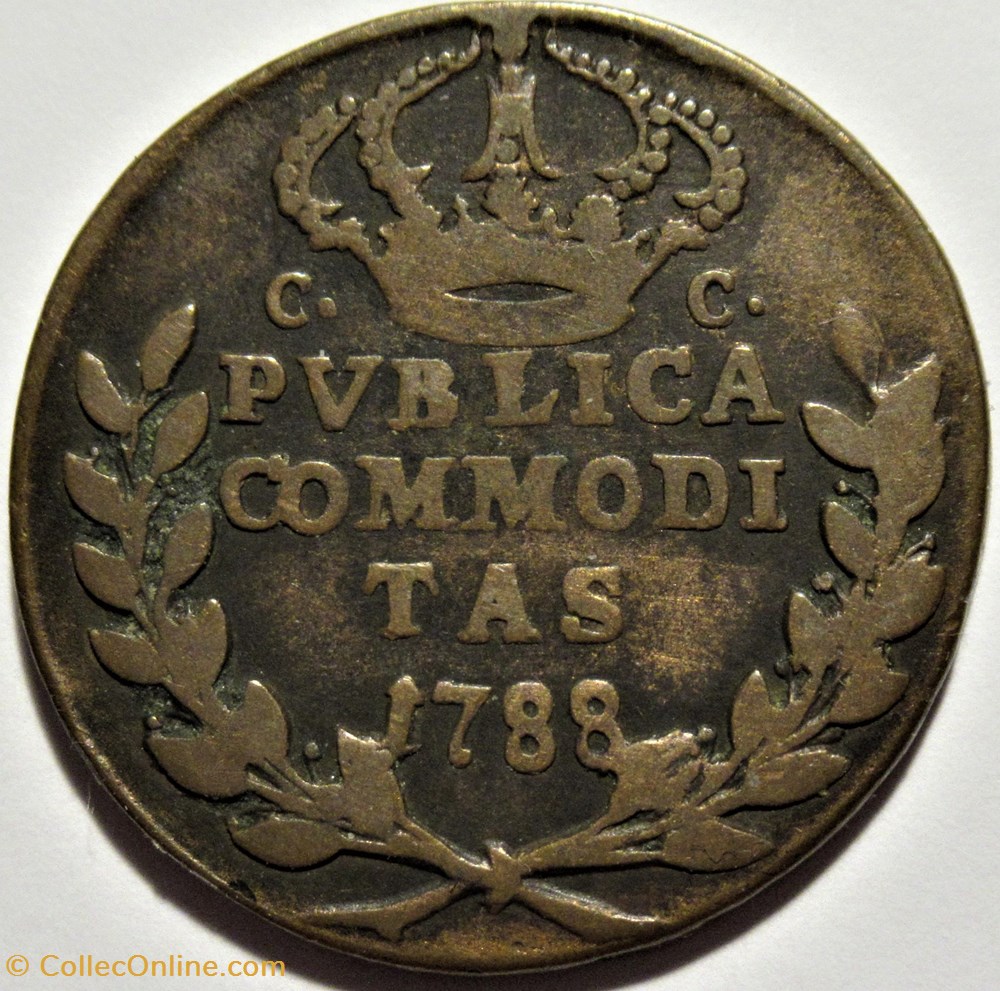 C. C.
PVBLICA
COMMODI
TAS
1788
© CollecOnline.com